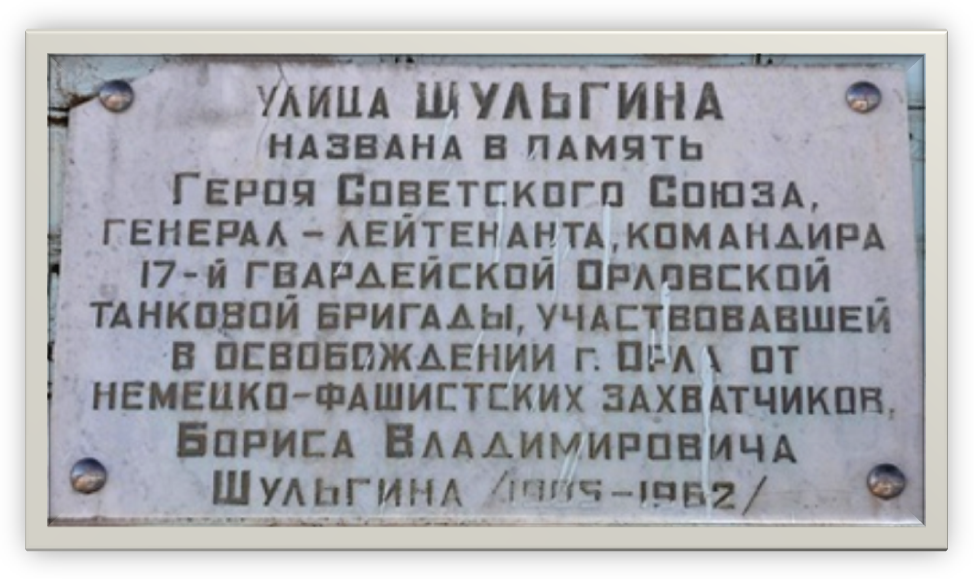 УЛИЦА ШУЛЬГИНА
НАЗВАНА В ПАМЯТЬ
ГЕРОЯ СОВЕТСКОГО СОЮЗА,
ГЕНЕРАЛ - ЛЕЙТЕНАНТА, КОМАНДИРА
17-й ГВАРДЕЙСКОЙ ОРЛОВСКОЙ
ТАНКОВОЙ БРИГАДЫ, УЧАСТВОВАВШЕЙ
В ОСВОБОЖДЕНИИ г. ОРЛА ОТ
НЕМЕЦКО-ФАШИСТСКИХ ЗАХВАТЧИКОВ,
БОРИСА ВЛАДИМИРОВИЧА
ШУЛЬГИНА /1905-1962/